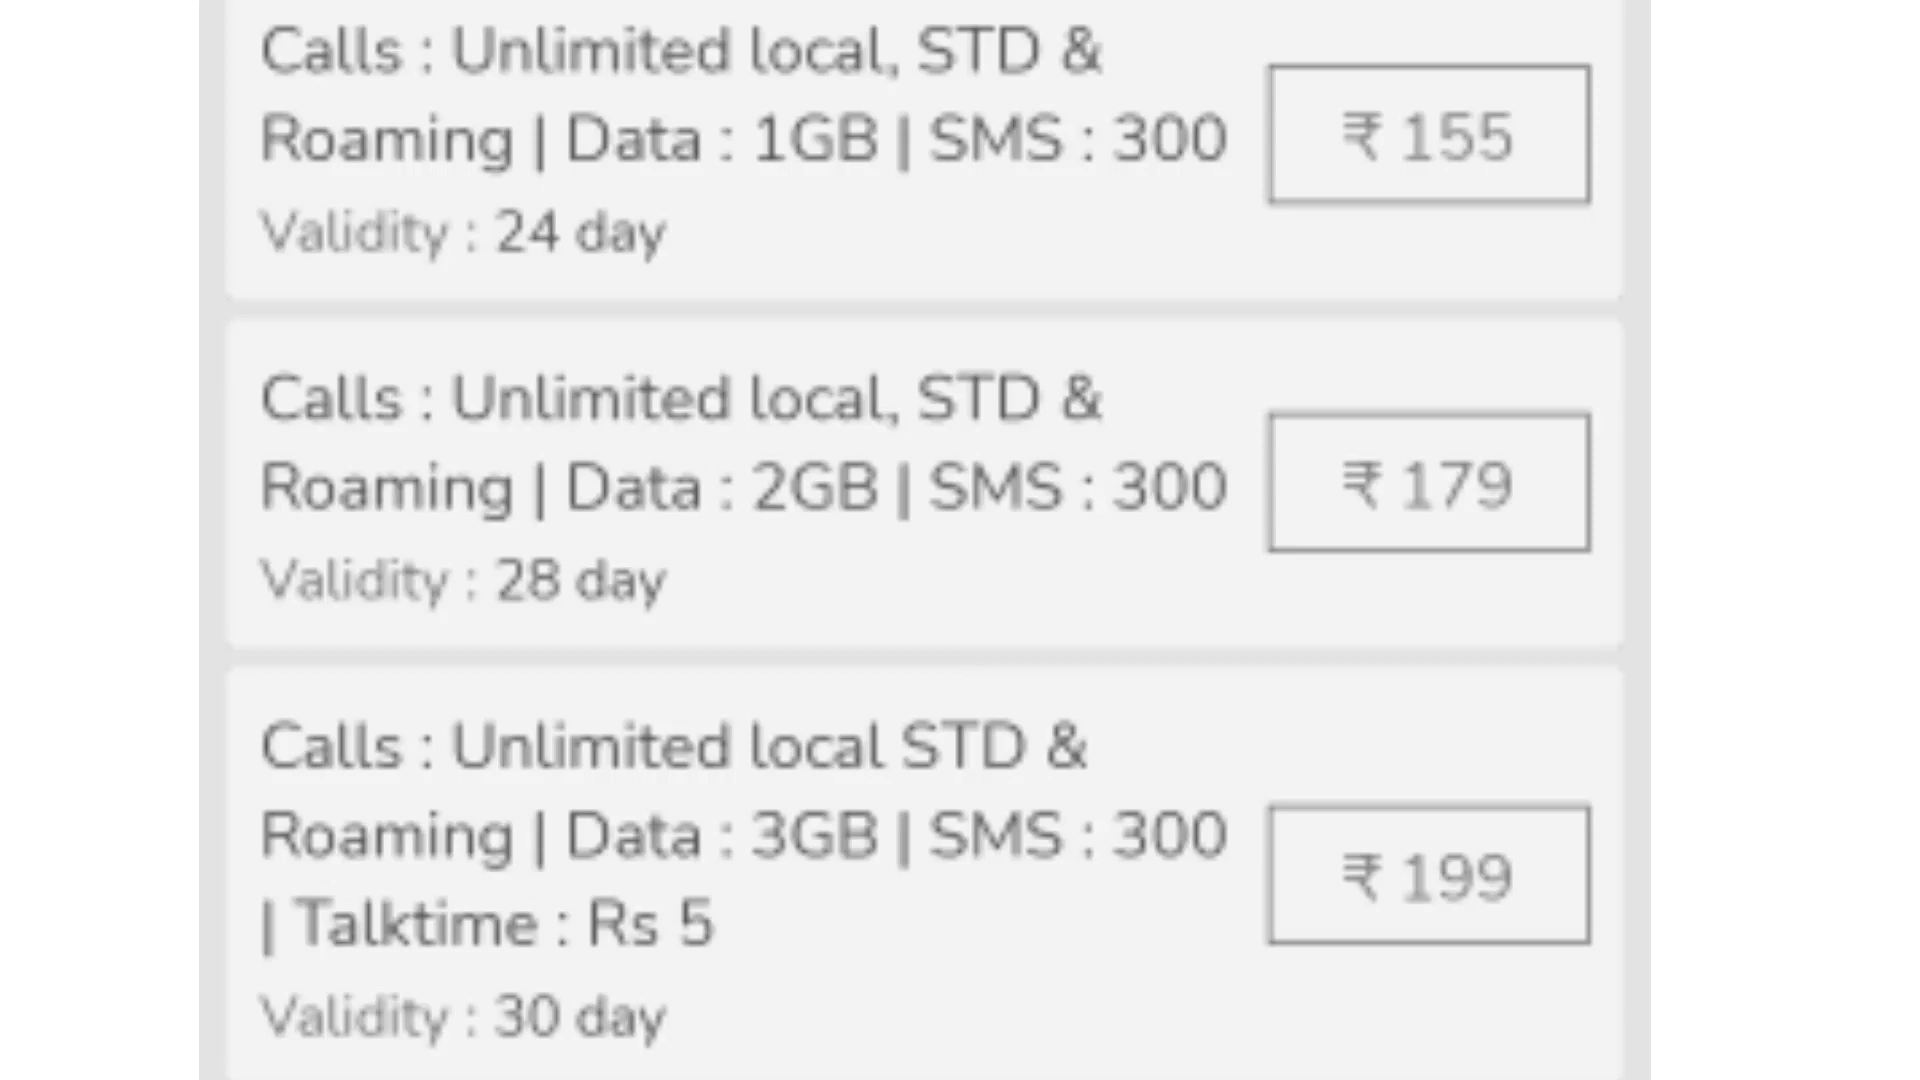 Calls : Unlimited local, STD &
Roaming | Data : 1GB | SMS : 300
₹ 155
Validity : 24 day
Calls : Unlimited local, STD &
Roaming | Data : 2GB | SMS : 300
₹ 179
Validity : 28 day
Calls : Unlimited local STD &
Roaming | Data : 3GB | SMS : 300
| Talktime : Rs 5
₹ 199
Validity : 30 day